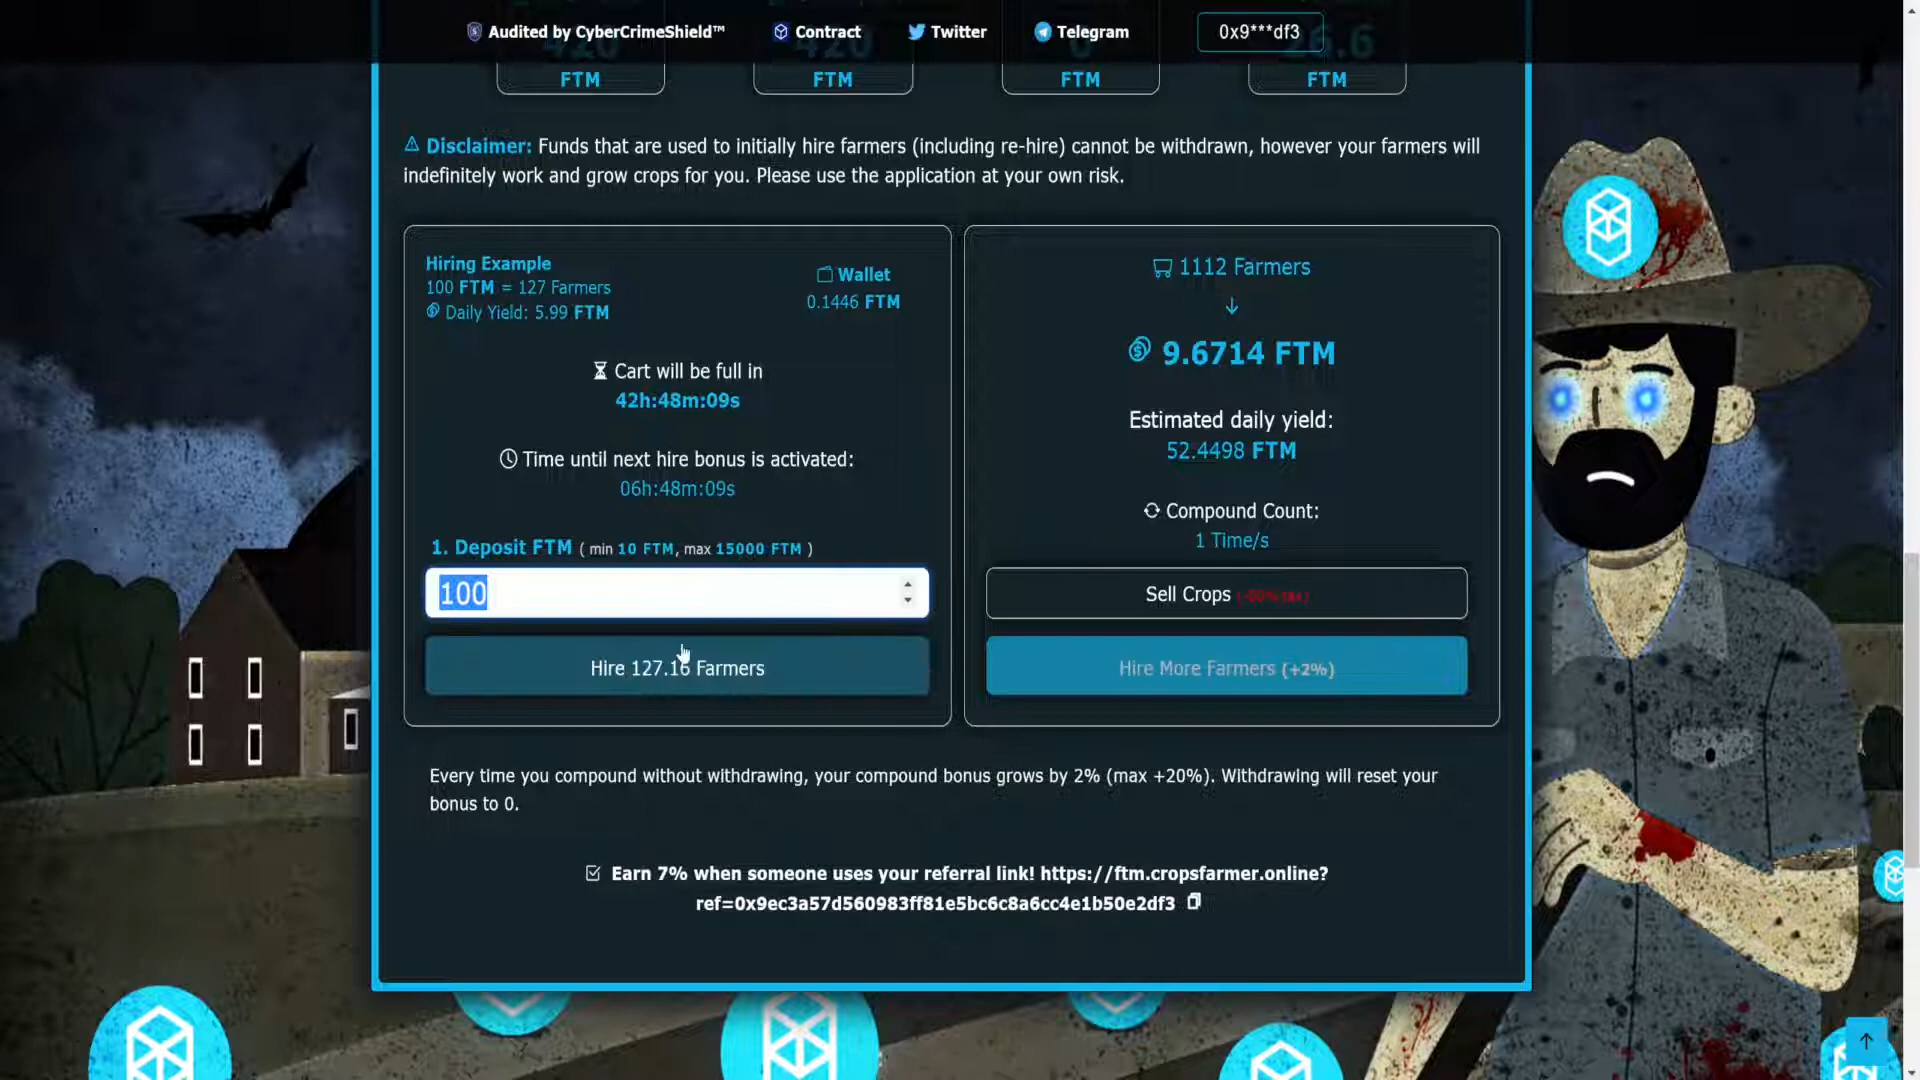 Audited by CyberCrimeShield™ Contract Twitter Telegram 0x9***df3
420 420 0 26.6
FTM FTM FTM FTM
Disclaimer: Funds that are used to initially hire farmers (including re-hire) cannot be withdrawn, however your farmers will
indefinitely work and grow crops for you. Please use the application at your own risk.
Hiring Example
100 FTM = 127 Farmers
Daily Yield: 5.99 FTM
Wallet
0.1446 FTM
Cart will be full in
42h:48m:09s
Time until next hire bonus is activated:
06h:48m:09s
1. Deposit FTM ( min 10 FTM, max 15000 FTM )
100
Hire 127.16 Farmers
1112 Farmers
9.6714 FTM
Estimated daily yield:
52.4498 FTM
Compound Count:
1 Time/s
Sell Crops
Hire More Farmers (+2%)
Every time you compound without withdrawing, your compound bonus grows by 2% (max +20%). Withdrawing will reset your
bonus to 0.
Earn 7% when someone uses your referral link! https://ftm.cropsfarmer.online?
ref=0x9ec3a57d560983ff81e5bc6c8a6cc4e1b50e2df3